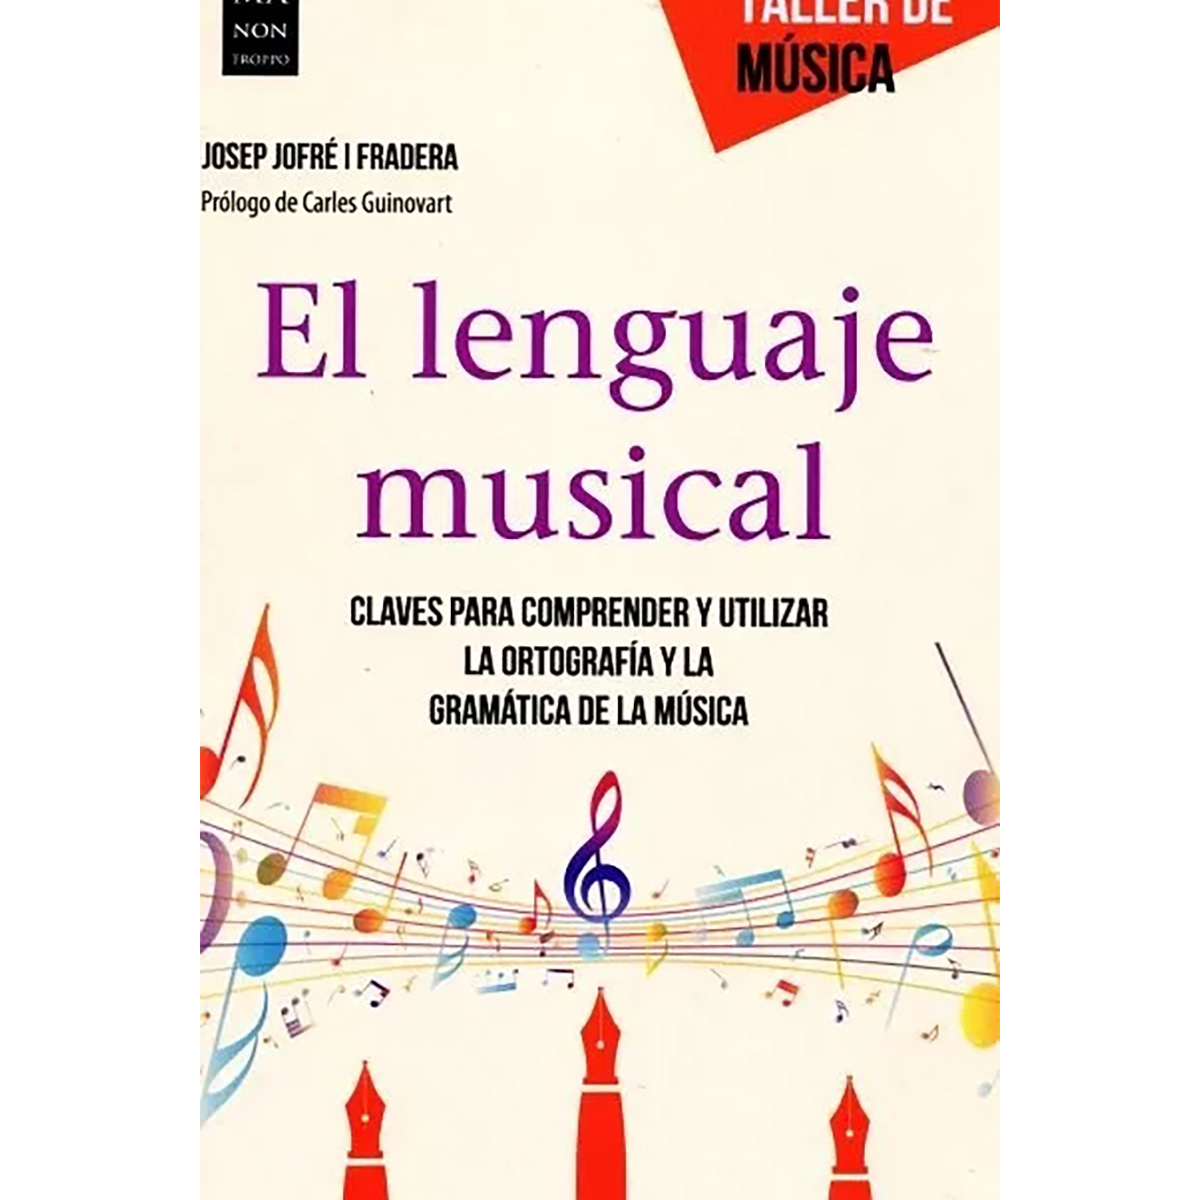 MA
NON
TROPPO
TALLER DE
MÚSICA
JOSEP JOFRÉ I FRADERA
Prólogo de Carles Guinovart
El lenguaje
musical
CLAVES PARA COMPRENDER Y UTILIZAR
LA ORTOGRAFÍA Y LA
GRAMÁTICA DE LA MÚSICA